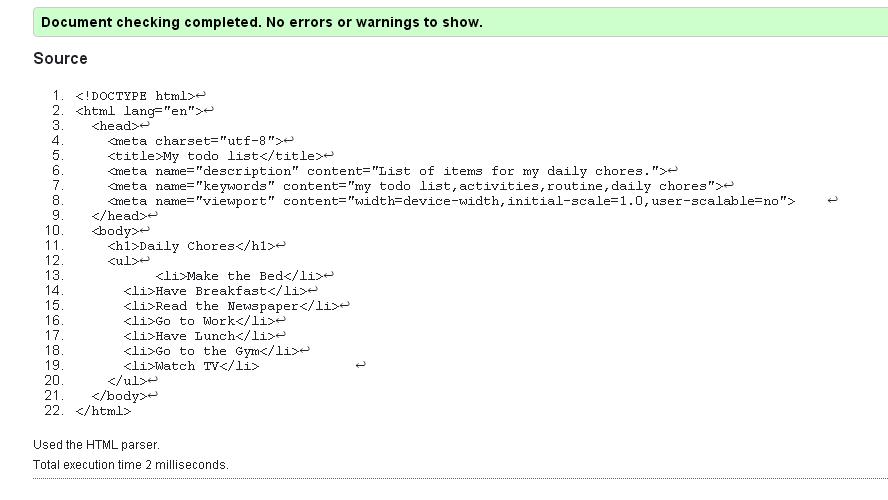 Document checking completed. No errors or warnings to show.
Source
1. <!DOCTYPE html>↩
2. <html lang="en">↩
3.   <head>↩
4.     <meta charset="utf-8">↩
5.     <title>My todo list</title>↩
6.     <meta name="description" content="List of items for my daily chores.">↩
7.     <meta name="keywords" content="my todo list,activities,routine,daily chores">↩
8.     <meta name="viewport" content="width=device-width,initial-scale=1.0,user-scalable=no">    ↩
9.   </head>↩
10.   <body>↩
11.     <h1>Daily Chores</h1>↩
12.     <ul>↩
13.           <li>Make the Bed</li>↩
14.       <li>Have Breakfast</li>↩
15.       <li>Read the Newspaper</li>↩
16.       <li>Go to Work</li>↩
17.       <li>Have Lunch</li>↩
18.       <li>Go to the Gym</li>↩
19.       <li>Watch TV</li>            ↩
20.     </ul>↩
21.   </body>↩
22. </html>
Used the HTML parser.
Total execution time 2 milliseconds.